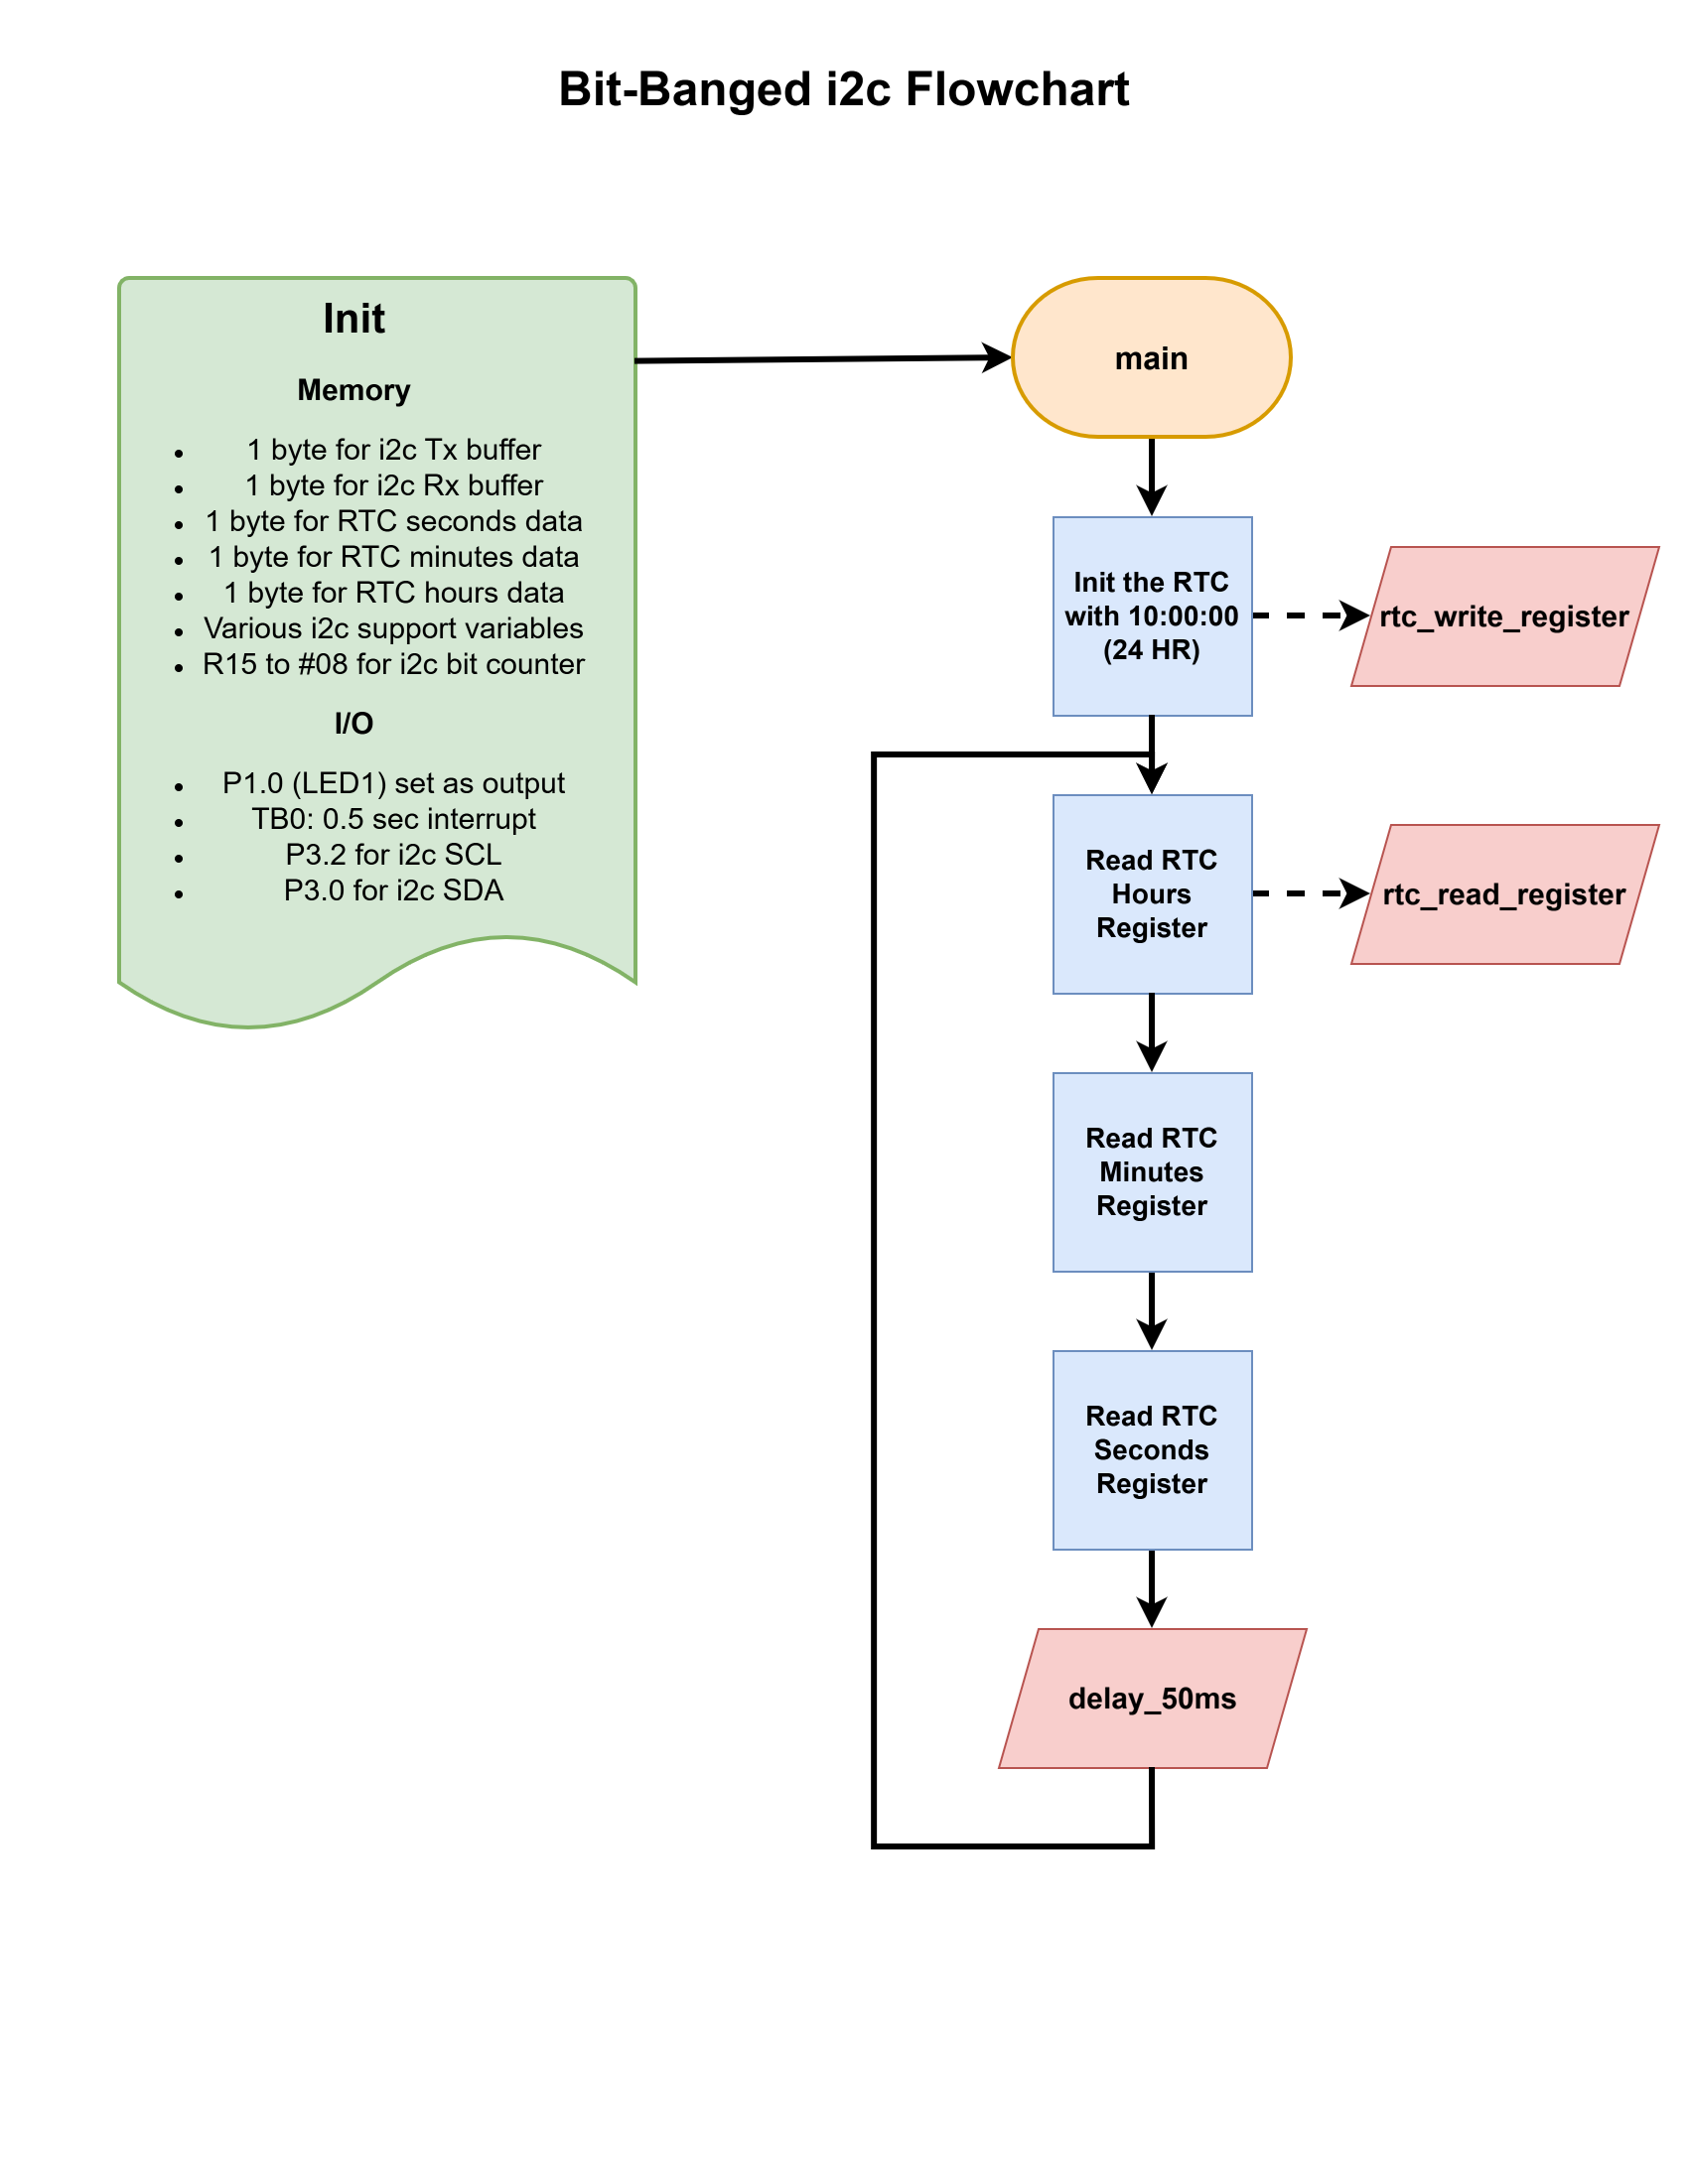 Bit-Banged i2c Flowchart
Init
Memory
1 byte for i2c Tx buffer
1 byte for i2c Rx buffer
1 byte for RTC seconds data
1 byte for RTC minutes data
1 byte for RTC hours data
Various i2c support variables
R15 to #08 for i2c bit counter
I/O
P1.0 (LED1) set as output
TB0: 0.5 sec interrupt
P3.2 for i2c SCL
P3.0 for i2c SDA
main
Init the RTC
with 10:00:00
(24 HR)
rtc_write_register
Read RTC
Hours
Register
rtc_read_register
Read RTC
Minutes
Register
Read RTC
Seconds
Register
delay_50ms